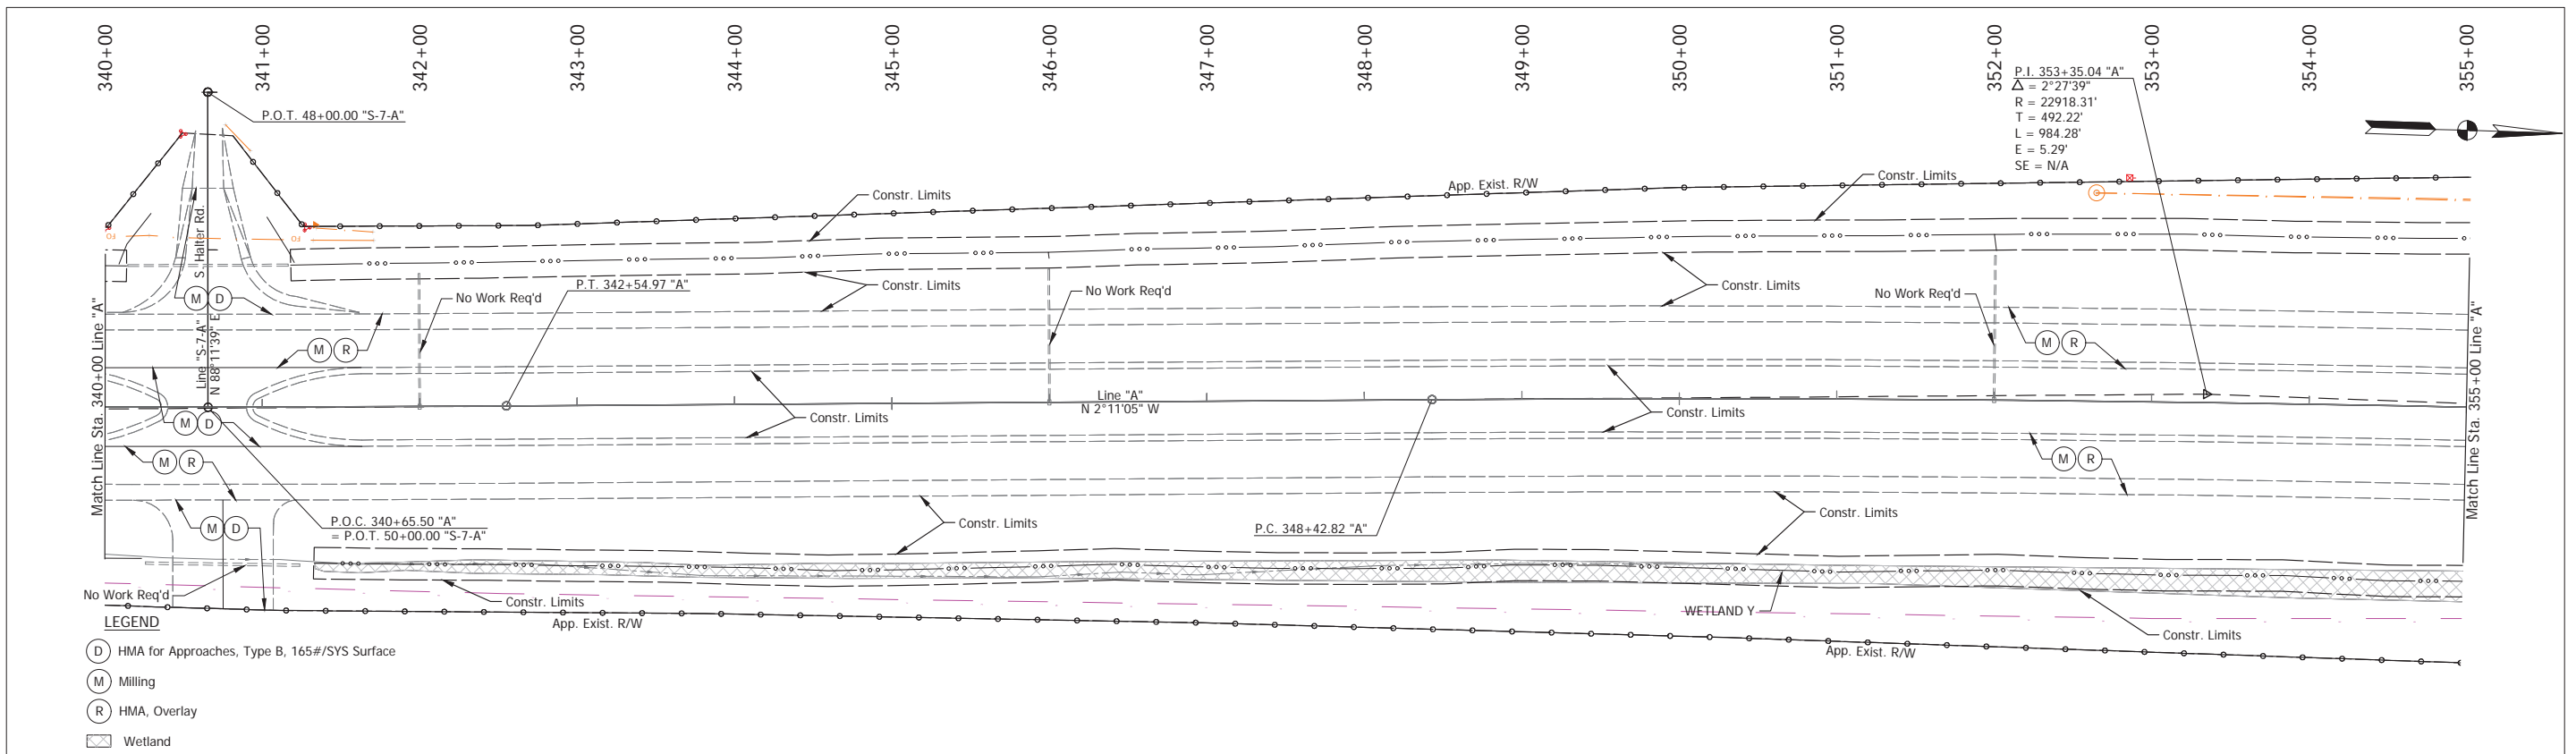 340+00
341+00
342+00
343+00
344+00
345+00
346+00
347+00
348+00
349+00
350+00
351+00
352+00
353+00
354+00
355+00
P.I. 353+35.04 "A"
△ = 2°27'39"
R = 22918.31'
T = 492.22'
L = 984.28'
E = 5.29'
SE = N/A
P.O.T. 48+00.00 "S-7-A"
Constr. Limits
App. Exist. R/W
Constr. Limits
FO
FO
S. Halter Rd.
Line "S-7-A"
N 88°11'39" E
M D
No Work Req'd
P.T. 342+54.97 "A"
Constr. Limits
No Work Req'd
Constr. Limits
No Work Req'd
M R
M R
Match Line Sta. 340+00 Line "A"
Match Line Sta. 355+00 Line "A"
Line "A"
N 2°11'05" W
M D
Constr. Limits
Constr. Limits
M R
M R
P.O.C. 340+65.50 "A"
= P.O.T. 50+00.00 "S-7-A"
M D
Constr. Limits
P.C. 348+42.82 "A"
Constr. Limits
No Work Req'd
Constr. Limits
WETLAND Y
App. Exist. R/W
Constr. Limits
App. Exist. R/W
LEGEND
D HMA for Approaches, Type B, 165#/SYS Surface
M Milling
R HMA, Overlay
Wetland